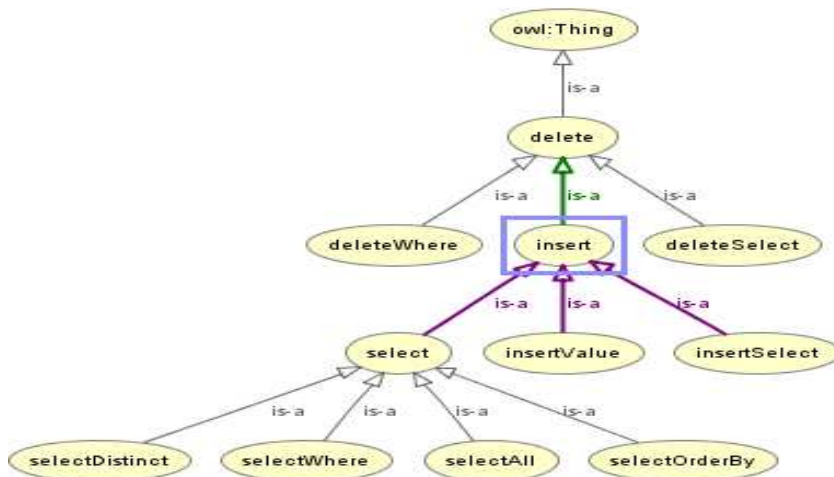 owl:Thing
is-a
delete
is-a is-a is-a
deleteWhere insert deleteSelect
is-a is-a is-a
select insertValue insertSelect
is-a is-a is-a is-a
selectDistinct selectWhere selectAll selectOrderBy